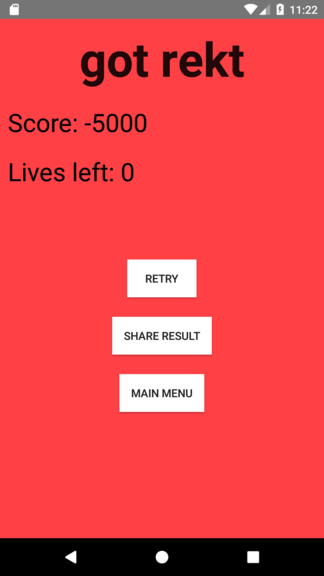 11:22
got rekt
Score: -5000
Lives left: 0
RETRY
SHARE RESULT
MAIN MENU